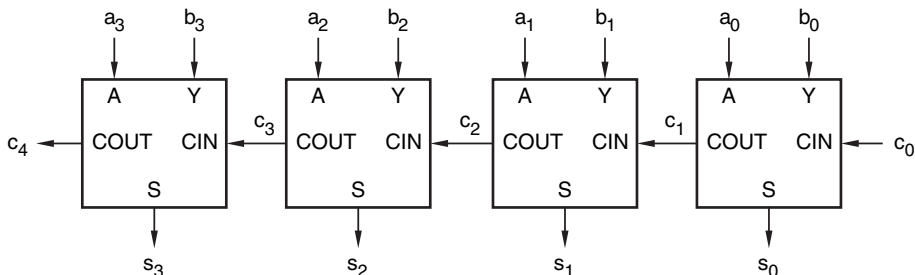 a3 b3 a2 b2 a1 b1 a0 b0
A Y A Y A Y A Y
c4 COUT CIN c3 COUT CIN c2 COUT CIN c1 COUT CIN c0
S S S S
s3 s2 s1 s0